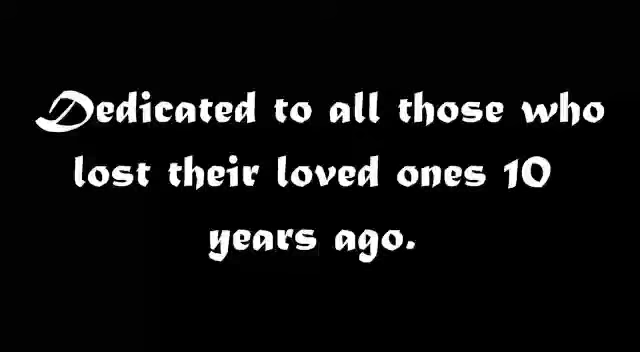 Dedicated to all those who
lost their loved ones 10
years ago.